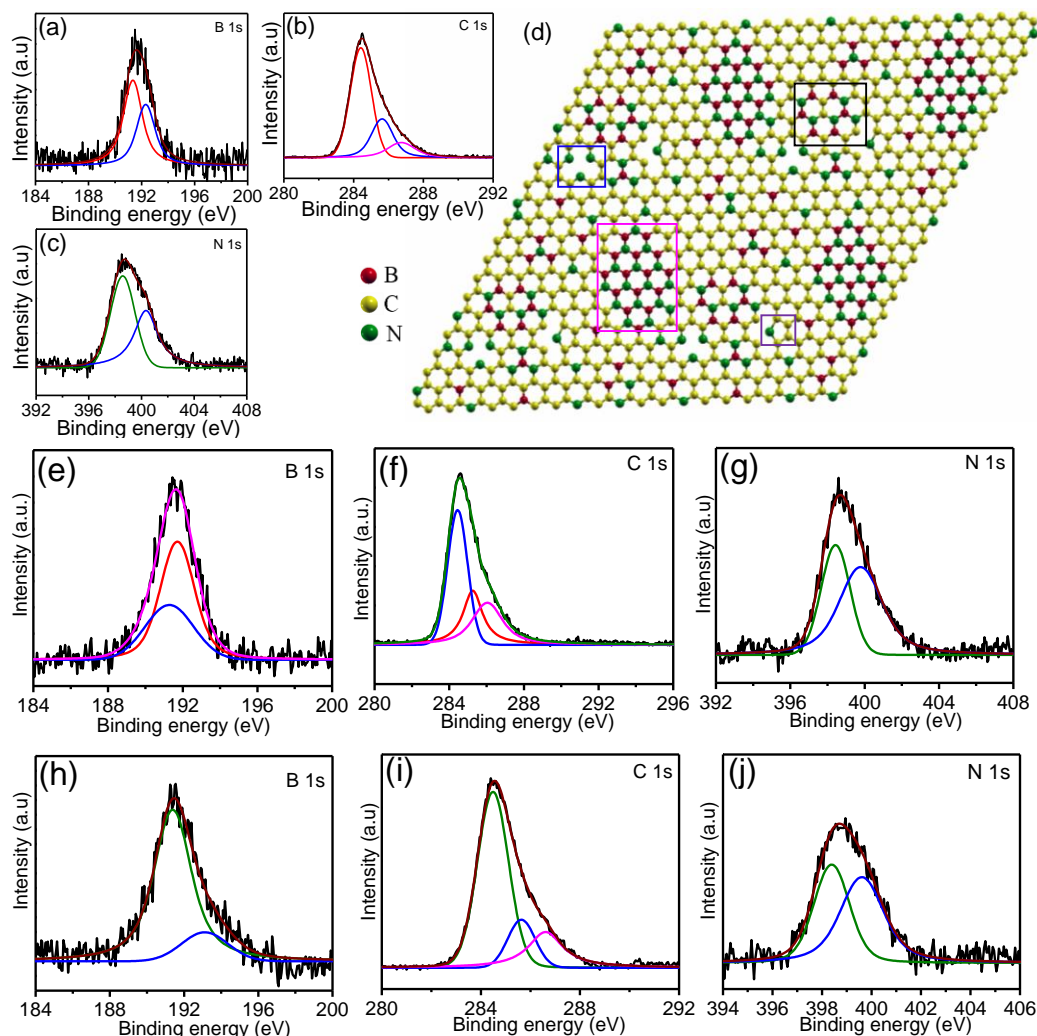 (a)
B 1s
Intensity (a.u)
184 188 192 196 200
Binding energy (eV)
(b)
C 1s
Intensity (a.u)
280 284 288 292
Binding energy (eV)
(c)
N 1s
Intensity (a.u)
392 396 400 404 408
Binding energy (eV)
(d)
B
C
N
(e)
B 1s
Intensity (a.u.)
184 188 192 196 200
Binding Energy (eV)
(f)
C 1s
Intensity (a.u.)
280 284 288 292 296
Binding Energy (eV)
(g)
N 1s
Intensity (a.u.)
392 396 400 404 408
Binding Energy (eV)
(h)
B 1s
Intensity (a.u)
184 188 192 196 200
Binding energy (eV)
(i)
C 1s
Intensity (a.u)
280 284 288 292
Binding energy (eV)
(j)
N 1s
Intensity (a.u)
394 396 398 400 402 404 406
Binding energy (eV)